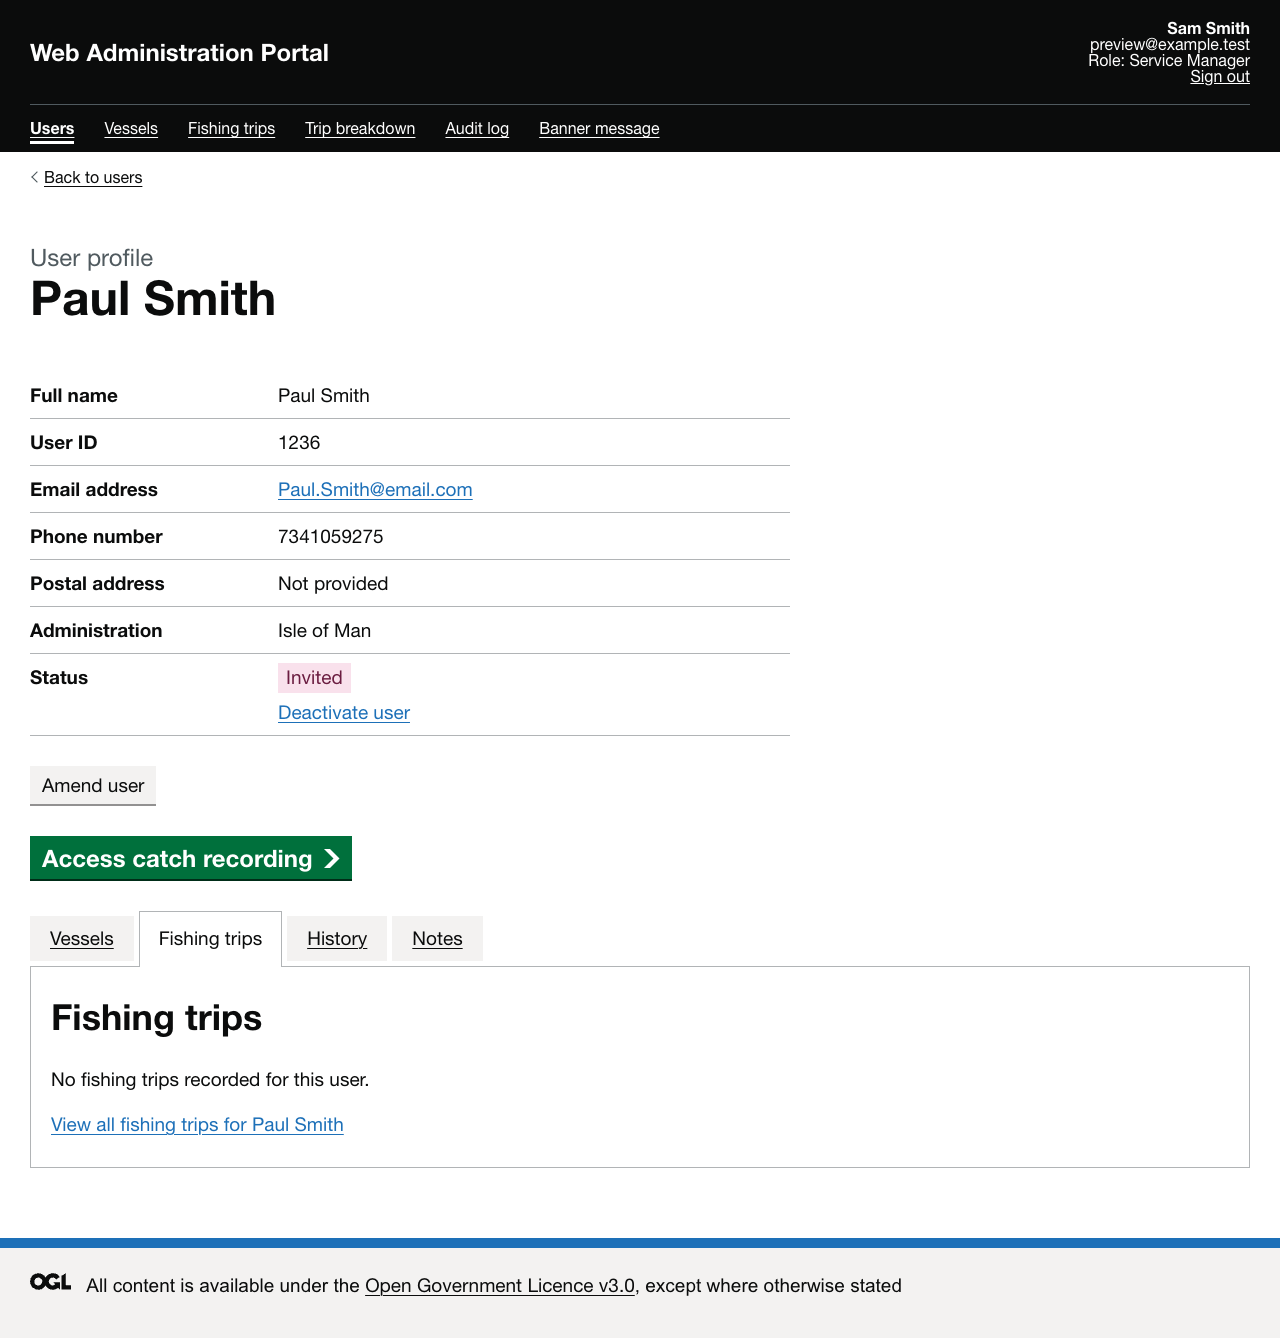 Web Administration Portal
Sam Smith
preview@example.test
Role: Service Manager
Sign out
Users Vessels Fishing trips Trip breakdown Audit log Banner message
Back to users
User profile
Paul Smith
Full name Paul Smith
User ID 1236
Email address Paul.Smith@email.com
Phone number 7341059275
Postal address Not provided
Administration Isle of Man
Status Invited
Deactivate user
Amend user
Access catch recording
Vessels Fishing trips History Notes
Fishing trips
No fishing trips recorded for this user.
View all fishing trips for Paul Smith
OGL All content is available under the Open Government Licence v3.0, except where otherwise stated